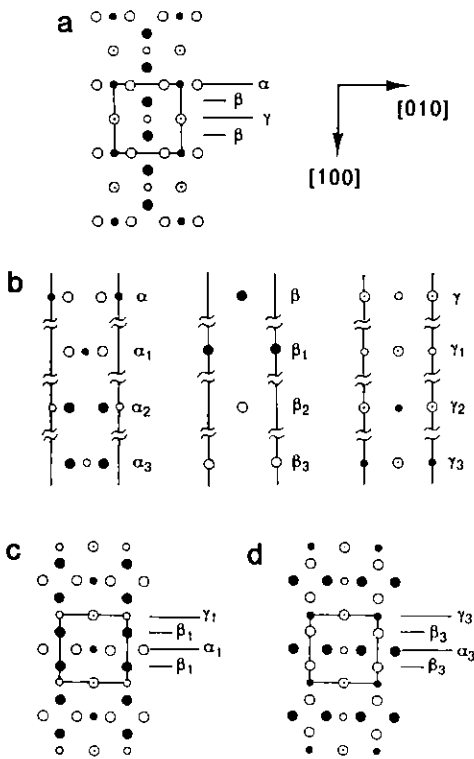 a
α
β
γ
β
[010]
[100]
b
α
β
γ
α₁
β₁
γ₁
α₂
β₂
γ₂
α₃
β₃
γ₃
c
d
γ₁
β₁
α₁
β₁
γ₃
β₃
α₃
β₃